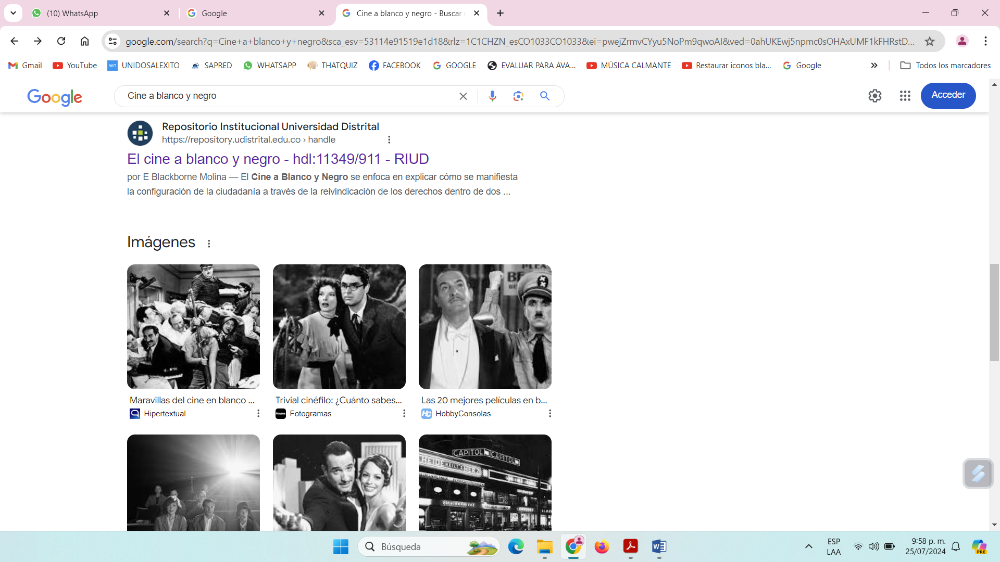 (10) WhatsApp
Google
Cine a blanco y negro - Buscar
google.com/search?q=Cine+a+blanco+y+negro&sca_esv=53114e91519e1d18&rlz=1C1CHZN_esCO1033CO1033&ei=pwejZrmvCYyu5NoPm9qwoAI&ved=0ahUKEwj5npmc0sOHAxUMF1kFHRstD...
Gmail
YouTube
wn UNIDOSALEXITO
SAPRED
WHATSAPP
THATQUIZ
FACEBOOK
GOOGLE
EVALUAR PARA AVA...
MÚSICA CALMANTE
Restaurar iconos bla...
Google
Todos los marcadores
Google
Cine a blanco y negro
Acceder
Repositorio Institucional Universidad Distrital
https://repository.udistrital.edu.co › handle
El cine a blanco y negro - hdl:11349/911 - RIUD
por E Blackborne Molina — El Cine a Blanco y Negro se enfoca en explicar cómo se manifiesta
la configuración de la ciudadanía a través de la reivindicación de los derechos dentro de dos ...
Imágenes
Maravillas del cine en blanco ...
Hipertextual
Trivial cinéfilo: ¿Cuánto sabes...
Fotogramas
Las 20 mejores películas en b...
HC HobbyConsolas
CAPITOL CAPITOL
HERZ
Búsqueda
W
ESP
LAA
9:58 p. m.
25/07/2024
PRE